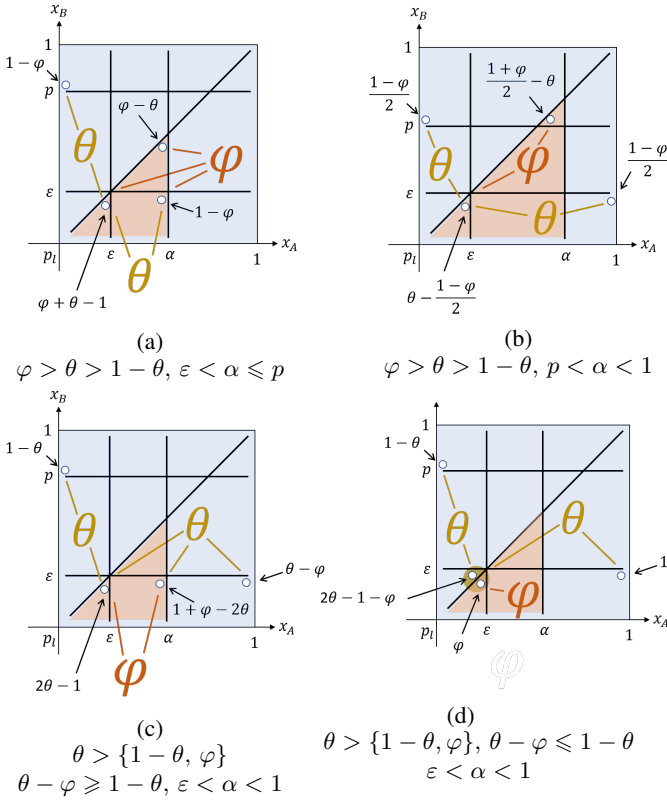 x_B
1
1−φ
p
φ − θ
θ
φ
ε
1 − φ
θ
p_l
ε
α
1
x_A
φ + θ − 1
(a)
φ > θ > 1 − θ, ε < α ⩽ p
x_B
1
(1−φ)/2
(1+φ)/2 − θ
p
φ
θ
(1−φ)/2
ε
θ
p_l
ε
α
1
x_A
θ − (1−φ)/2
(b)
φ > θ > 1 − θ, p < α < 1
x_B
1
1 − θ
p
θ
θ
ε
θ − φ
1 + φ − 2θ
p_l
ε
φ
α
1
x_A
2θ − 1
(c)
θ > {1 − θ, φ}
θ − φ ⩾ 1 − θ, ε < α < 1
x_B
1
1 − θ
p
θ
θ
ε
1
2θ − 1 − φ
φ
p_l
ε
α
1
x_A
φ
φ
(d)
θ > {1 − θ, φ}, θ − φ ⩽ 1 − θ
ε < α < 1